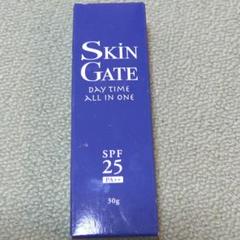 SKIN
GATE
DAY TIME
ALL IN ONE
SPF
25
PA++
30g